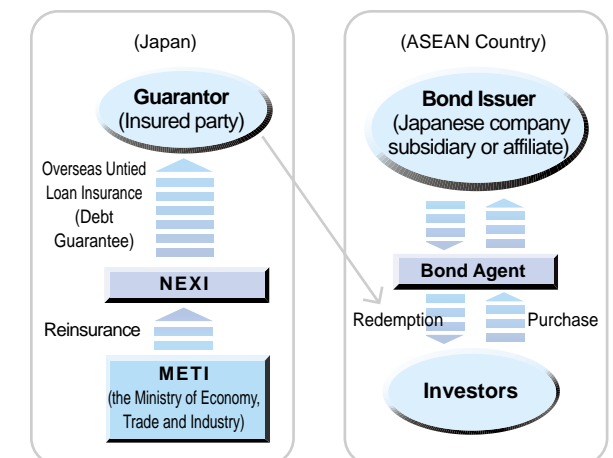 (Japan)
Guarantor
(Insured party)
Overseas Untied
Loan Insurance
(Debt
Guarantee)
NEXI
Reinsurance
METI
(the Ministry of Economy,
Trade and Industry)
(ASEAN Country)
Bond Issuer
(Japanese company
subsidiary or affiliate)
Bond Agent
Redemption
Purchase
Investors